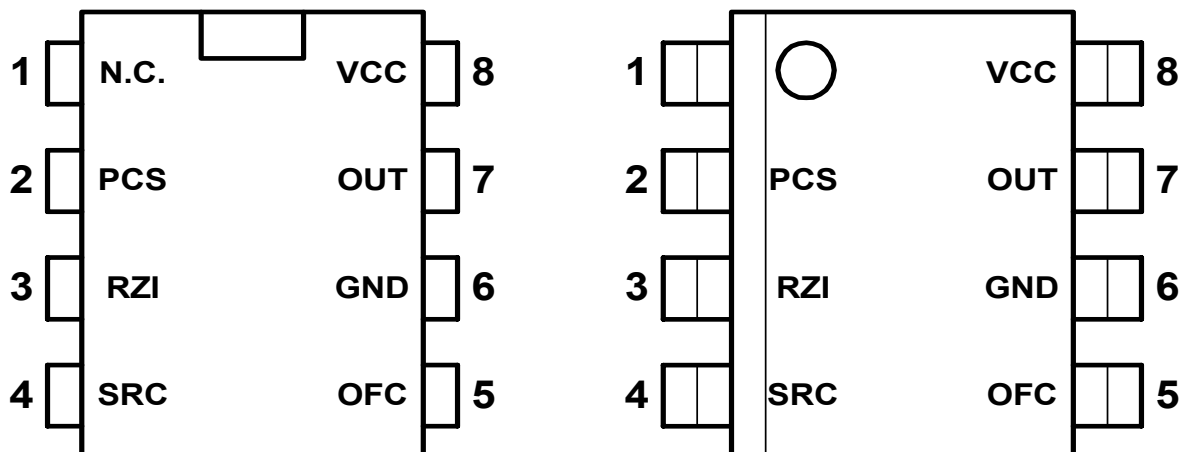 1 N.C. VCC 8
2 PCS OUT 7
3 RZI GND 6
4 SRC OFC 5
1 VCC 8
2 PCS OUT 7
3 RZI GND 6
4 SRC OFC 5